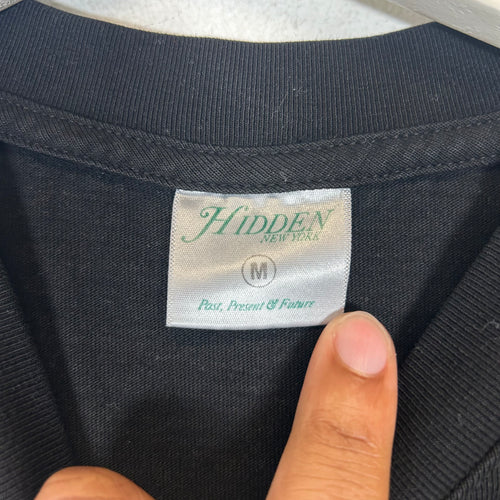 HIDDEN
NEW YORK
M
Past, Present & Future